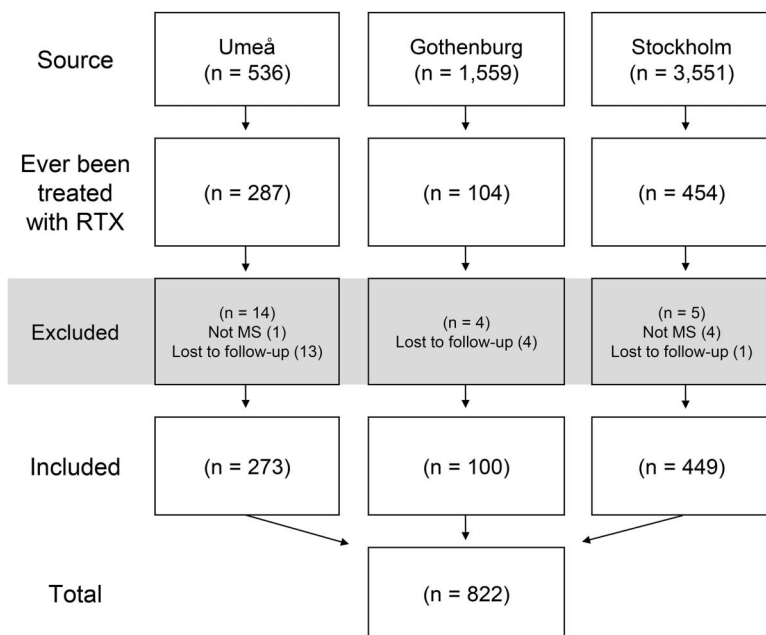 Source
Umeå
(n = 536)
Gothenburg
(n = 1,559)
Stockholm
(n = 3,551)
Ever been
treated
with RTX
(n = 287)
(n = 104)
(n = 454)
Excluded
(n = 14)
Not MS (1)
Lost to follow-up (13)
(n = 4)
Lost to follow-up (4)
(n = 5)
Not MS (4)
Lost to follow-up (1)
Included
(n = 273)
(n = 100)
(n = 449)
Total
(n = 822)